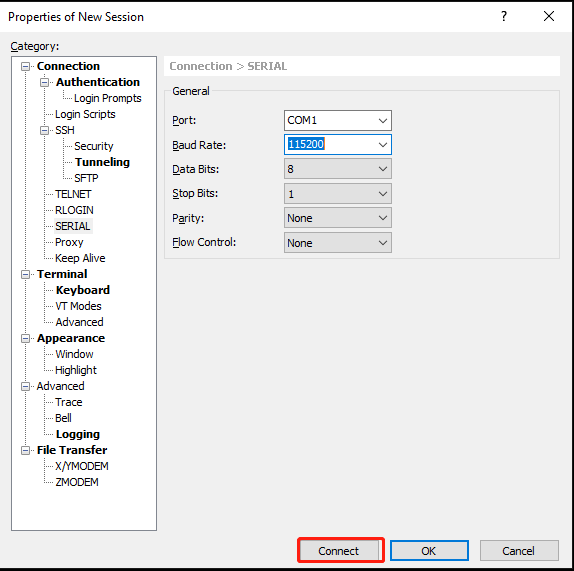 Properties of New Session
?
Category:
Connection
Authentication
Login Prompts
Login Scripts
SSH
Security
Tunneling
SFTP
TELNET
RLOGIN
SERIAL
Proxy
Keep Alive
Terminal
Keyboard
VT Modes
Advanced
Appearance
Window
Highlight
Advanced
Trace
Bell
Logging
File Transfer
X/YMODEM
ZMODEM
Connection > SERIAL
General
Port: COM1
Baud Rate: 115200
Data Bits: 8
Stop Bits: 1
Parity: None
Flow Control: None
Connect OK Cancel